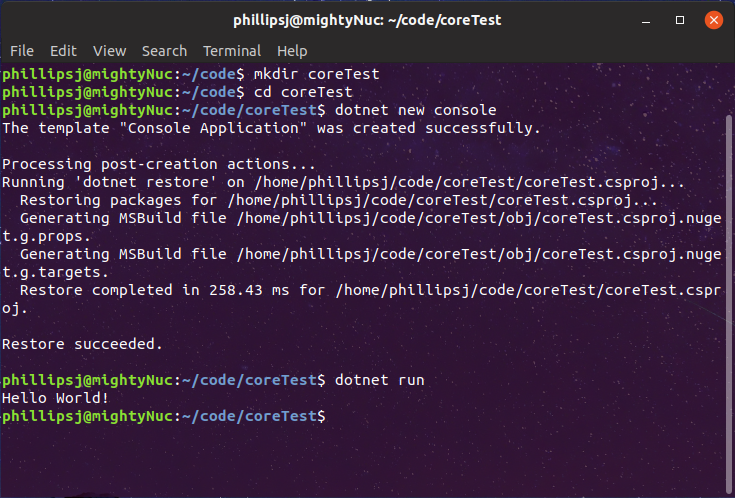 phillipsj@mightyNuc: ~/code/coreTest
File Edit View Search Terminal Help
phillipsj@mightyNuc:~/code$ mkdir coreTest
phillipsj@mightyNuc:~/code$ cd coreTest
phillipsj@mightyNuc:~/code/coreTest$ dotnet new console
The template "Console Application" was created successfully.
Processing post-creation actions...
Running 'dotnet restore' on /home/phillipsj/code/coreTest/coreTest.csproj...
  Restoring packages for /home/phillipsj/code/coreTest/coreTest.csproj...
  Generating MSBuild file /home/phillipsj/code/coreTest/obj/coreTest.csproj.nuge
t.g.props.
  Generating MSBuild file /home/phillipsj/code/coreTest/obj/coreTest.csproj.nuge
t.g.targets.
  Restore completed in 258.43 ms for /home/phillipsj/code/coreTest/coreTest.cspr
oj.
Restore succeeded.
phillipsj@mightyNuc:~/code/coreTest$ dotnet run
Hello World!
phillipsj@mightyNuc:~/code/coreTest$